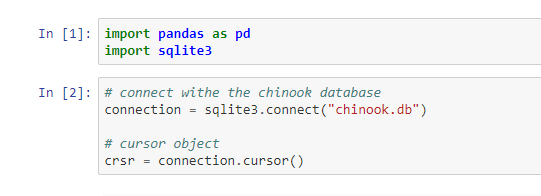 In [1]: import pandas as pd
import sqlite3
In [2]: # connect withe the chinook database
connection = sqlite3.connect("chinook.db")
# cursor object
crsr = connection.cursor()